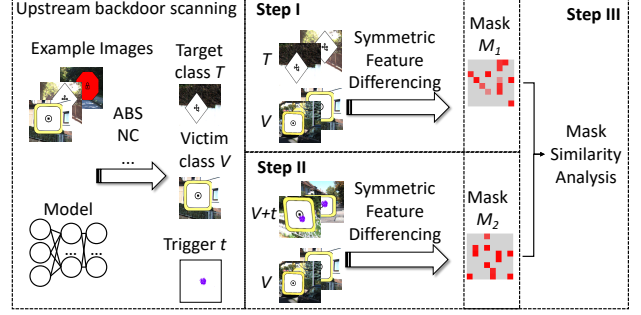 Upstream backdoor scanning
Example Images
ABS
NC
...
Model
... ...
Target
class T
Victim
class V
Trigger t
Step I
T
V
Symmetric
Feature
Differencing
Mask
M1
Step II
V+t
V
Symmetric
Feature
Differencing
Mask
M2
Step III
Mask
Similarity
Analysis